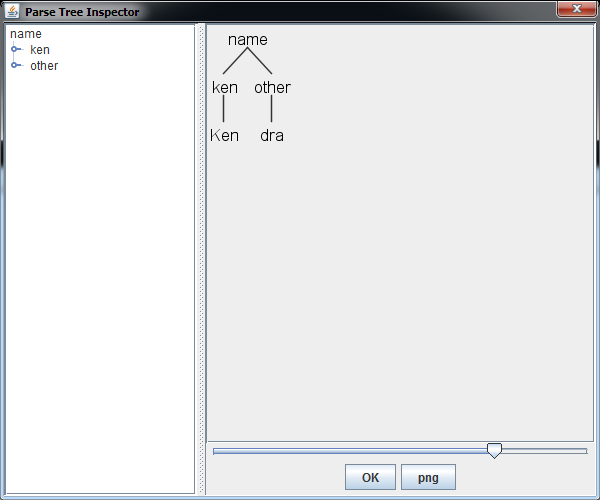 Parse Tree Inspector
name
ken
other
name
ken other
Ken dra
OK png